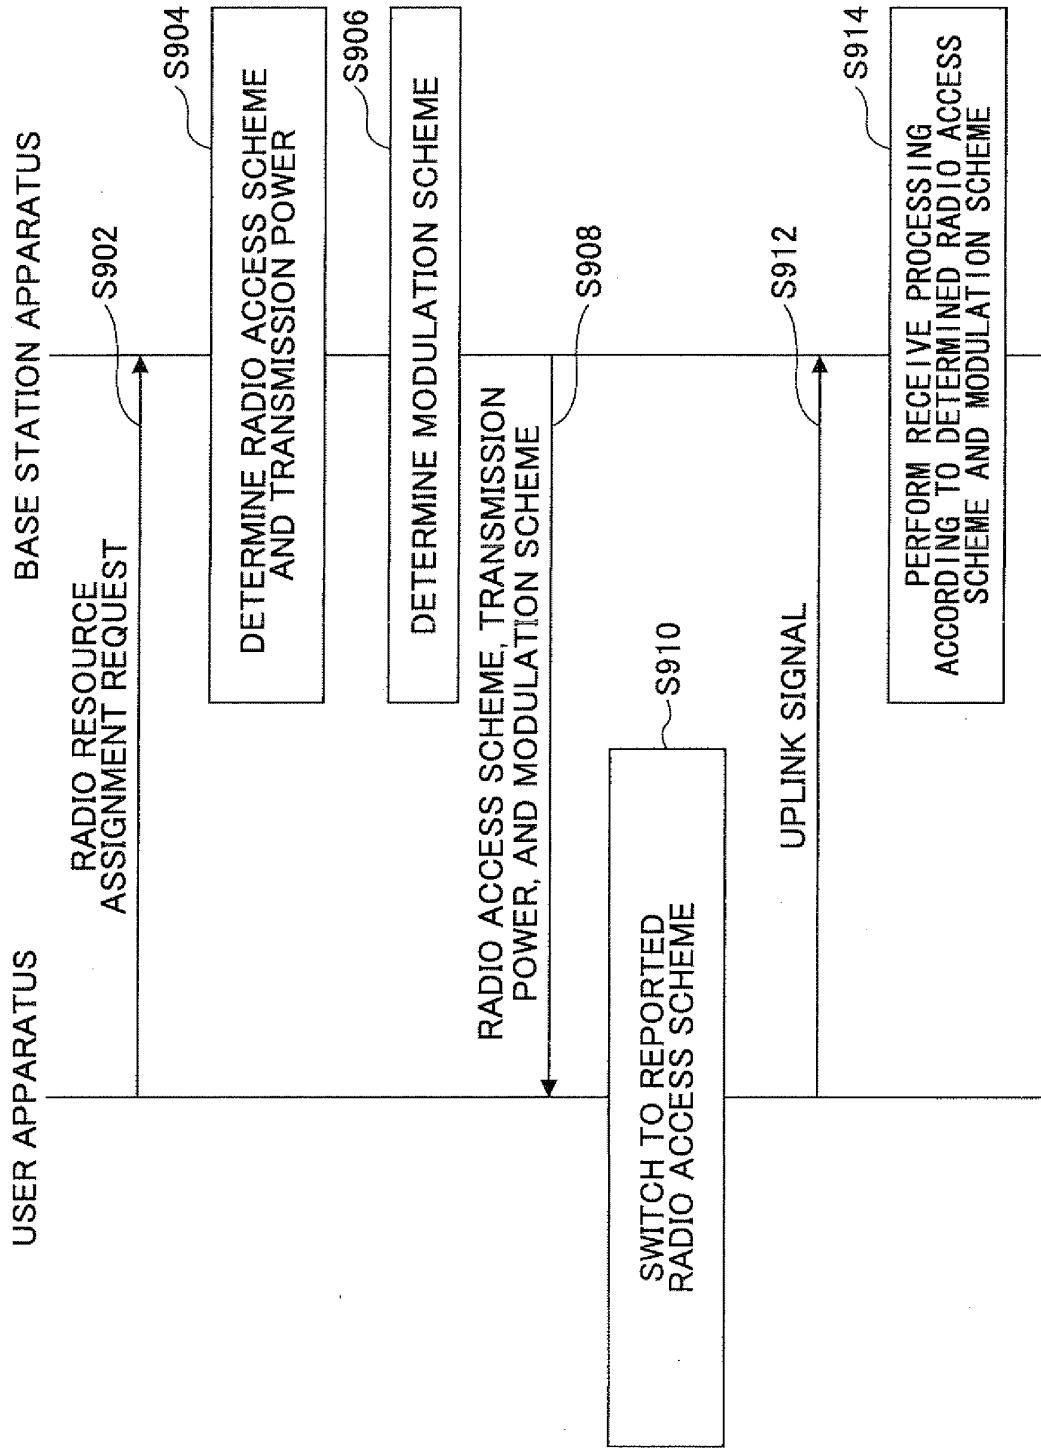 USER APPARATUS
BASE STATION APPARATUS
RADIO RESOURCE
ASSIGNMENT REQUEST
S902
S904
DETERMINE RADIO ACCESS SCHEME
AND TRANSMISSION POWER
S906
DETERMINE MODULATION SCHEME
RADIO ACCESS SCHEME, TRANSMISSION
POWER, AND MODULATION SCHEME
S908
S910
SWITCH TO REPORTED
RADIO ACCESS SCHEME
UPLINK SIGNAL
S912
S914
PERFORM RECEIVE PROCESSING
ACCORDING TO DETERMINED RADIO ACCESS
SCHEME AND MODULATION SCHEME